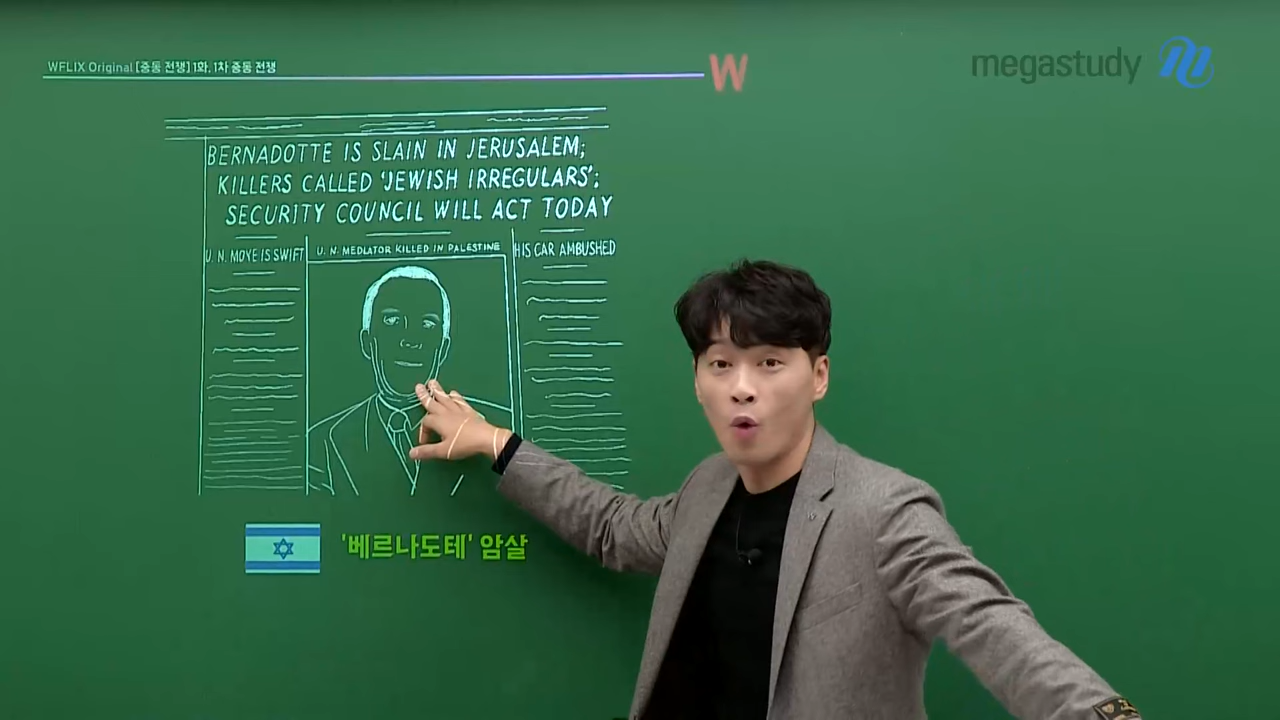 WFLIX Original [중동 전쟁] 1화. 1차 중동 전쟁
W
megastudy
BERNADOTTE IS SLAIN IN JERUSALEM;
KILLERS CALLED 'JEWISH IRREGULARS';
SECURITY COUNCIL WILL ACT TODAY
U. N. MOVE IS SWIFT
U. N. MEDIATOR KILLED IN PALESTINE
HIS CAR AMBUSHED
'베르나도테' 암살